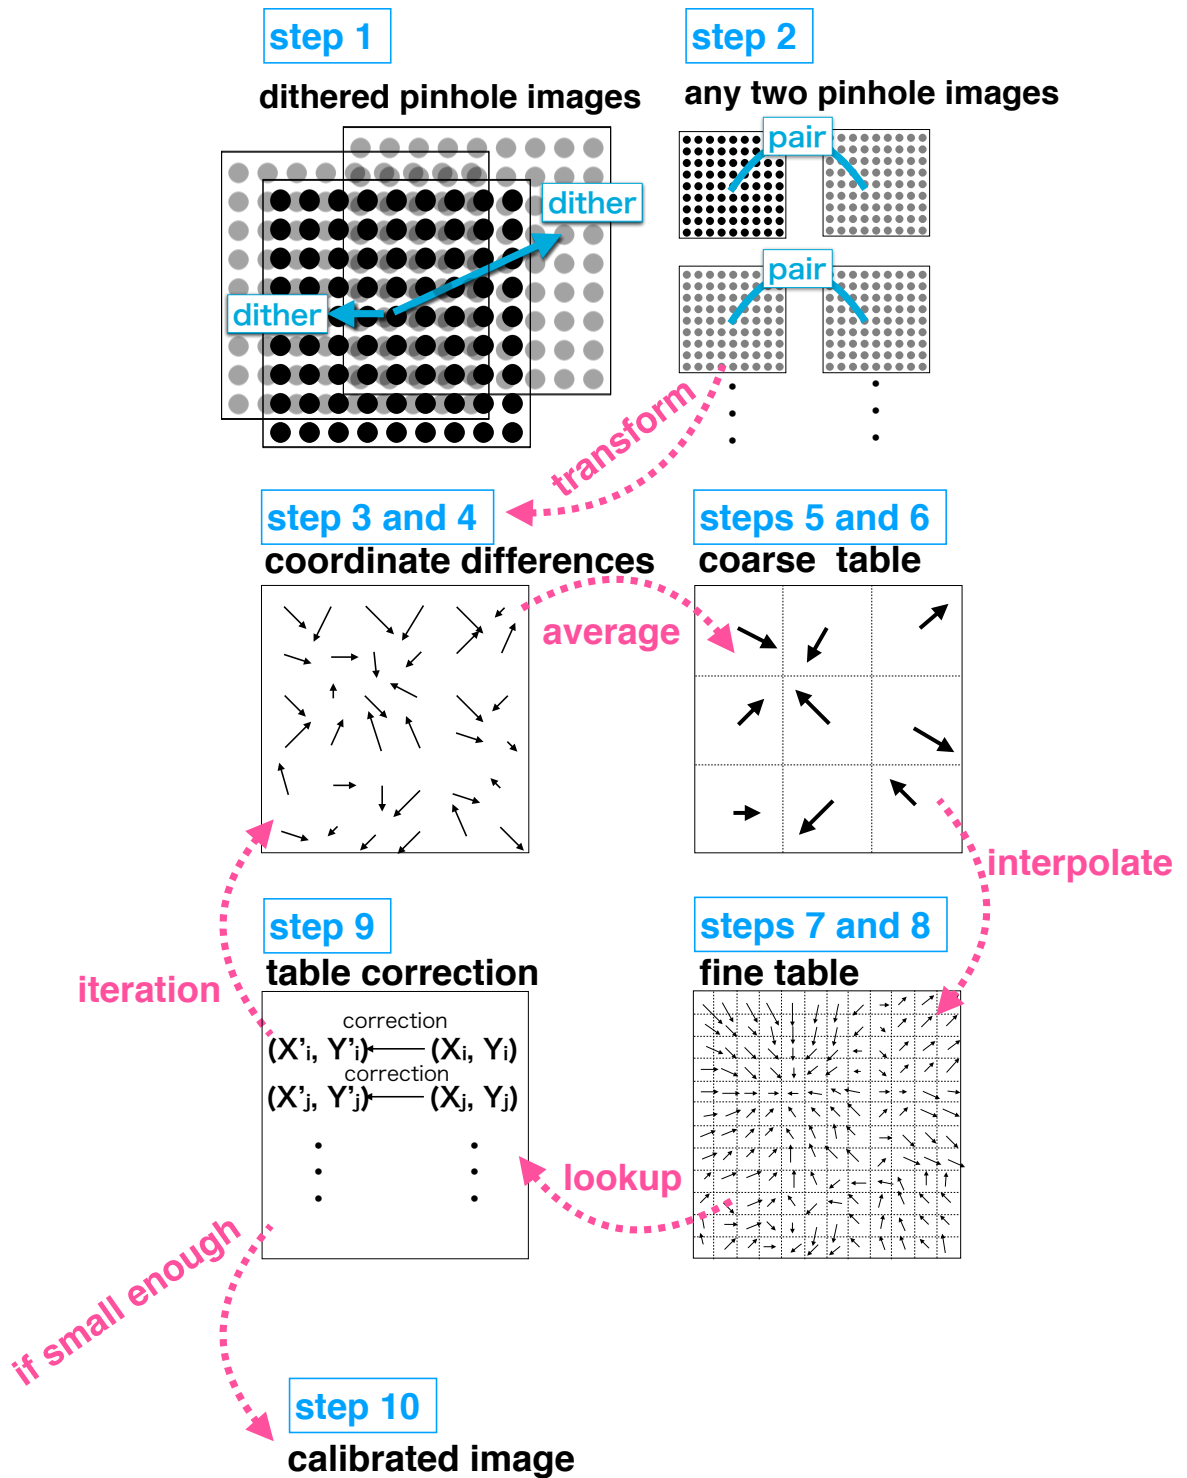 step 1
dithered pinhole images
dither
dither
step 2
any two pinhole images
pair
pair
transform
step 3 and 4
coordinate differences
average
steps 5 and 6
coarse table
interpolate
steps 7 and 8
fine table
lookup
step 9
table correction
correction
(X'i, Y'i) (Xi, Yi)
correction
(X'j, Y'j) (Xj, Yj)
iteration
if small enough
step 10
calibrated image